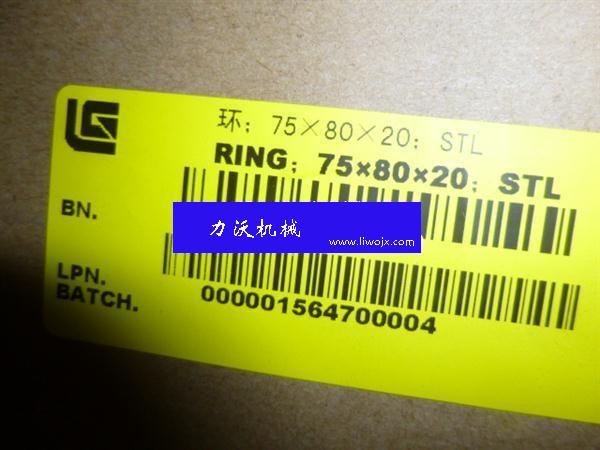 环; 75×80×20; STL
RING; 75×80×20; STL
BN.
力沃机械
www.liwojx.com
LPN.
BATCH.
000001564700004